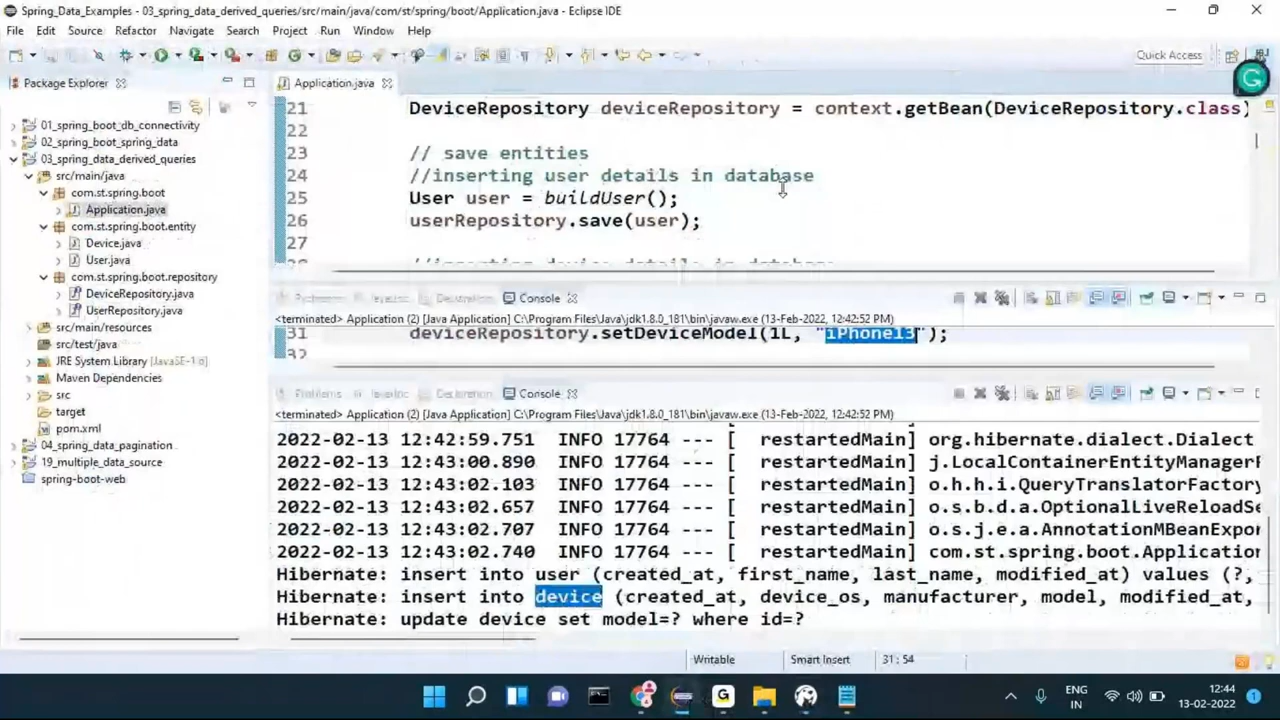 Spring_Data_Examples - 03_spring_data_derived_queries/src/main/java/com/st/spring/boot/Application.java - Eclipse IDE
File Edit Source Refactor Navigate Search Project Run Window Help
Quick Access
Package Explorer
01_spring_boot_db_connectivity
02_spring_boot_spring_data
03_spring_data_derived_queries
src/main/java
com.st.spring.boot
Application.java
com.st.spring.boot.entity
Device.java
User.java
com.st.spring.boot.repository
DeviceRepository.java
UserRepository.java
src/main/resources
src/test/java
JRE System Library [JavaSE-1.
Maven Dependencies
src
target
pom.xml
04_spring_data_pagination
19_multiple_data_source
spring-boot-web
Application.java
21 DeviceRepository deviceRepository = context.getBean(DeviceRepository.class)
22
23 // save entities
24 //inserting user details in database
25 User user = buildUser();
26 userRepository.save(user);
27
//inserting device details in database
Console
<terminated> Application (2) [Java Application] C:\Program Files\Java\jdk1.8.0_181\bin\javaw.exe (13-Feb-2022, 12:42:52 PM)
31 deviceRepository.setDeviceModel(1L, "iPhone13");
32
Problems Declaration Console
<terminated> Application (2) [Java Application] C:\Program Files\Java\jdk1.8.0_181\bin\javaw.exe (13-Feb-2022, 12:42:52 PM)
2022-02-13 12:42:59.751 INFO 17764 --- [ restartedMain] org.hibernate.dialect.Dialect
2022-02-13 12:43:00.890 INFO 17764 --- [ restartedMain] j.LocalContainerEntityManagerF
2022-02-13 12:43:02.103 INFO 17764 --- [ restartedMain] o.h.h.i.QueryTranslatorFactory
2022-02-13 12:43:02.657 INFO 17764 --- [ restartedMain] o.s.b.d.a.OptionalLiveReloadSe
2022-02-13 12:43:02.707 INFO 17764 --- [ restartedMain] o.s.j.e.a.AnnotationMBeanExpor
2022-02-13 12:43:02.740 INFO 17764 --- [ restartedMain] com.st.spring.boot.Application
Hibernate: insert into user (created_at, first_name, last_name, modified_at) values (?,
Hibernate: insert into device (created_at, device_os, manufacturer, model, modified_at,
Hibernate: update device set model=? where id=?
Writable Smart Insert 31 : 54
ENG
IN
12:44
13-02-2022